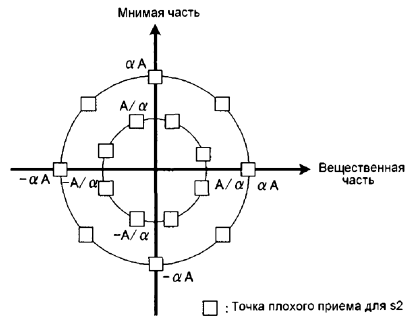 Мнимая часть
αA
A/α
Вещественная
часть
-αA
-A/α
A/α
αA
-A/α
-αA
: Точка плохого приема для s2